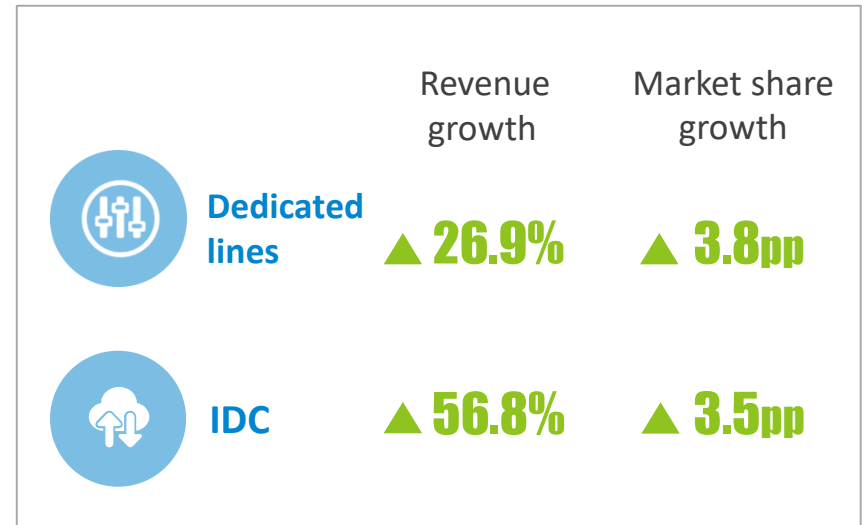 Revenue growth
Market share growth
Dedicated lines
▲ 26.9%
▲ 3.8pp
IDC
▲ 56.8%
▲ 3.5pp